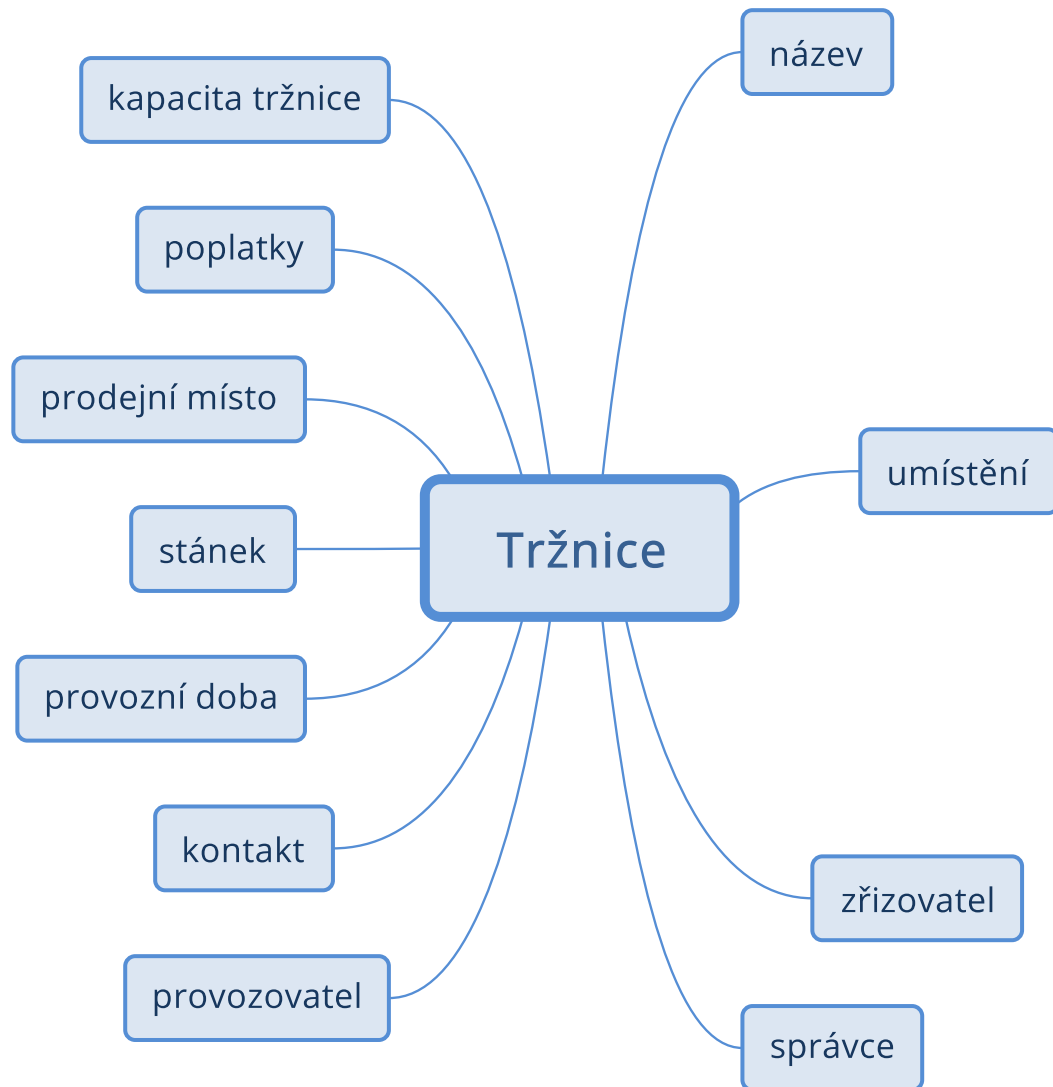 název
kapacita tržnice
poplatky
prodejní místo
umístění
Tržnice
stánek
provozní doba
kontakt
zřizovatel
provozovatel
správce